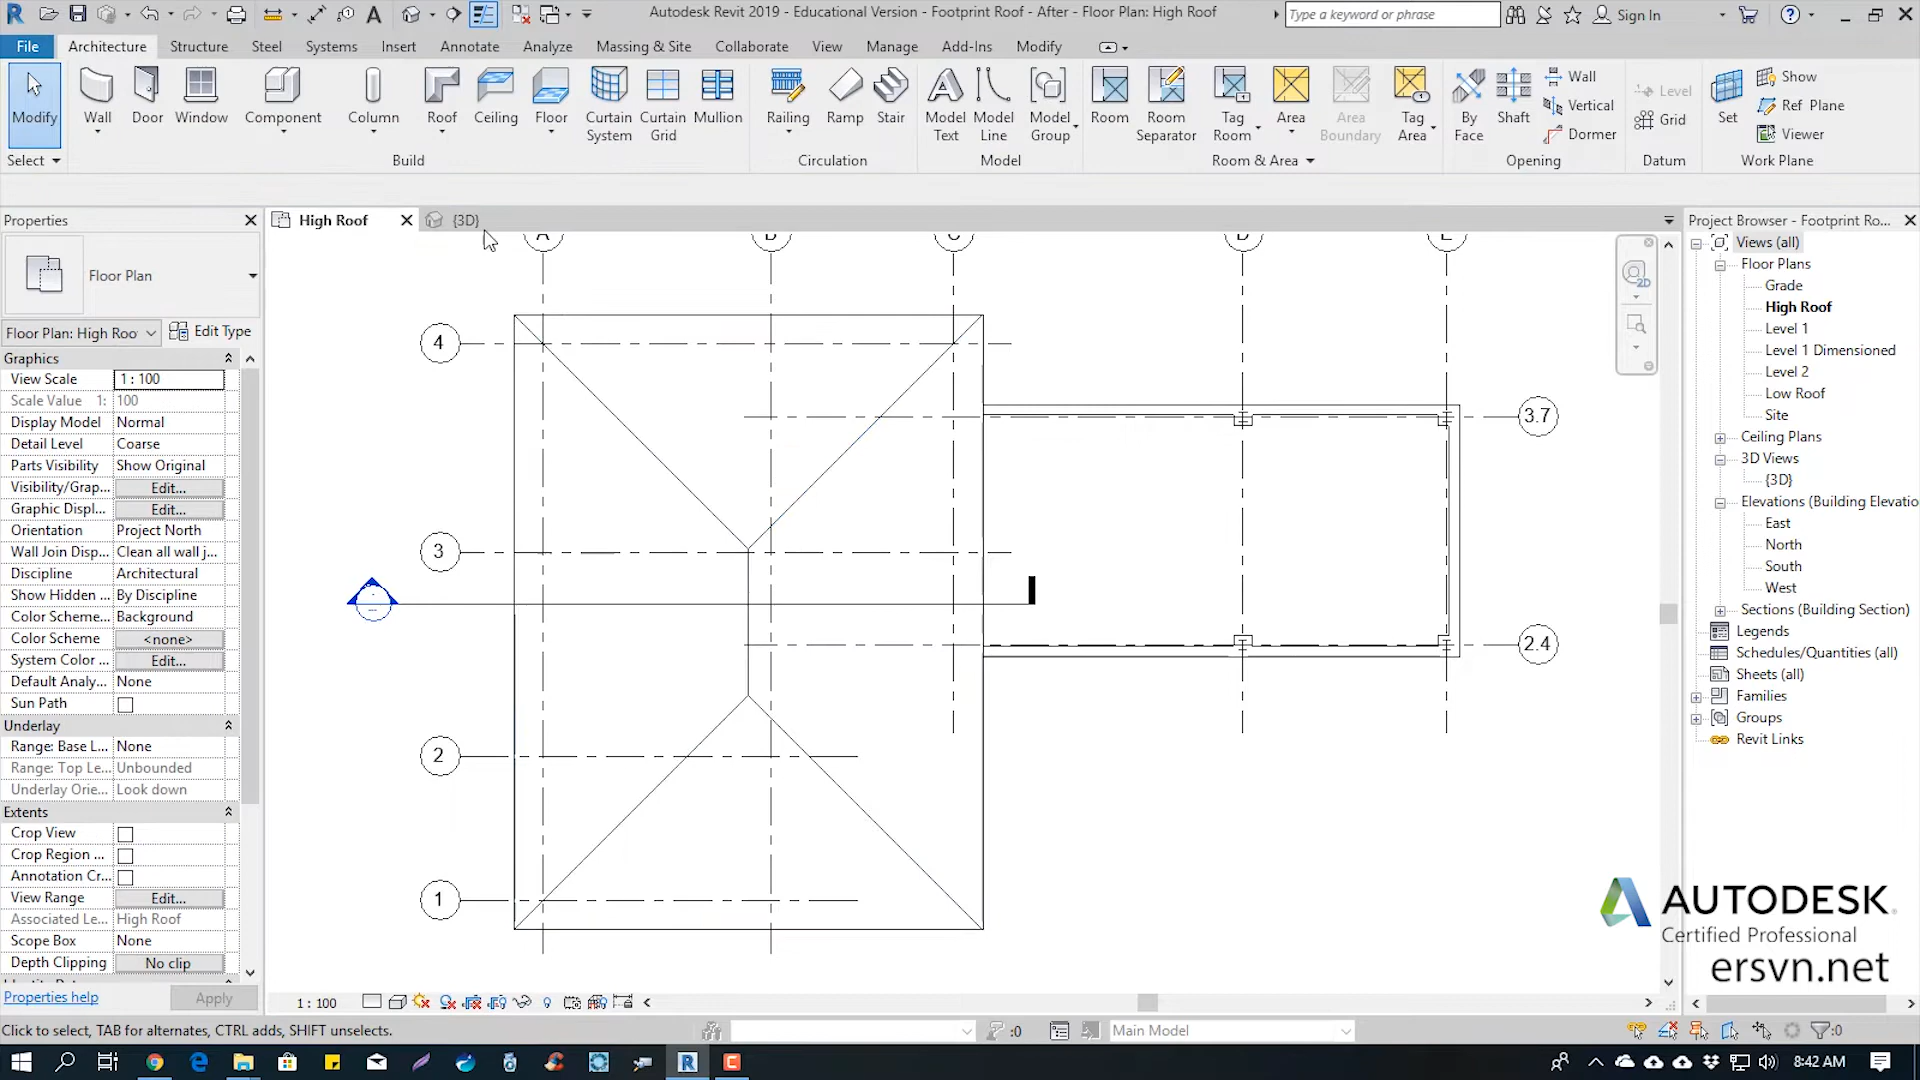 Autodesk Revit 2019 - Educational Version - Footprint Roof - After - Floor Plan: High Roof
Type a keyword or phrase
Sign In
File Architecture Structure Steel Systems Insert Annotate Analyze Massing & Site Collaborate View Manage Add-Ins Modify
Modify Wall Door Window Component Column Roof Ceiling Floor Curtain System Curtain Grid Mullion Railing Ramp Stair Model Text Model Line Model Group Room Room Separator Tag Room Area Area Boundary Tag Area By Face Shaft Wall Vertical Dormer Level Grid Set Show Ref Plane Viewer
Select Build Circulation Model Room & Area Opening Datum Work Plane
Properties
High Roof
{3D}
Project Browser - Footprint Ro...
Floor Plan
Floor Plan: High Roo
Edit Type
Graphics
View Scale 1 : 100
Scale Value 1: 100
Display Model Normal
Detail Level Coarse
Parts Visibility Show Original
Visibility/Grap... Edit...
Graphic Displ... Edit...
Orientation Project North
Wall Join Disp... Clean all wall j...
Discipline Architectural
Show Hidden ... By Discipline
Color Scheme... Background
Color Scheme <none>
System Color ... Edit...
Default Analy... None
Sun Path
Underlay
Range: Base L... None
Range: Top Le... Unbounded
Underlay Orie... Look down
Extents
Crop View
Crop Region ...
Annotation Cr...
View Range Edit...
Associated Le... High Roof
Scope Box None
Depth Clipping No clip
Properties help
Apply
A B C D E
4
3.7
3
2.4
2
1
2D
Views (all)
Floor Plans
Grade
High Roof
Level 1
Level 1 Dimensioned
Level 2
Low Roof
Site
Ceiling Plans
3D Views
{3D}
Elevations (Building Elevatio
East
North
South
West
Sections (Building Section)
Legends
Schedules/Quantities (all)
Sheets (all)
Families
Groups
Revit Links
AUTODESK.
Certified Professional
ersvn.net
1 : 100
Click to select, TAB for alternates, CTRL adds, SHIFT unselects.
:0
Main Model
:0
8:42 AM